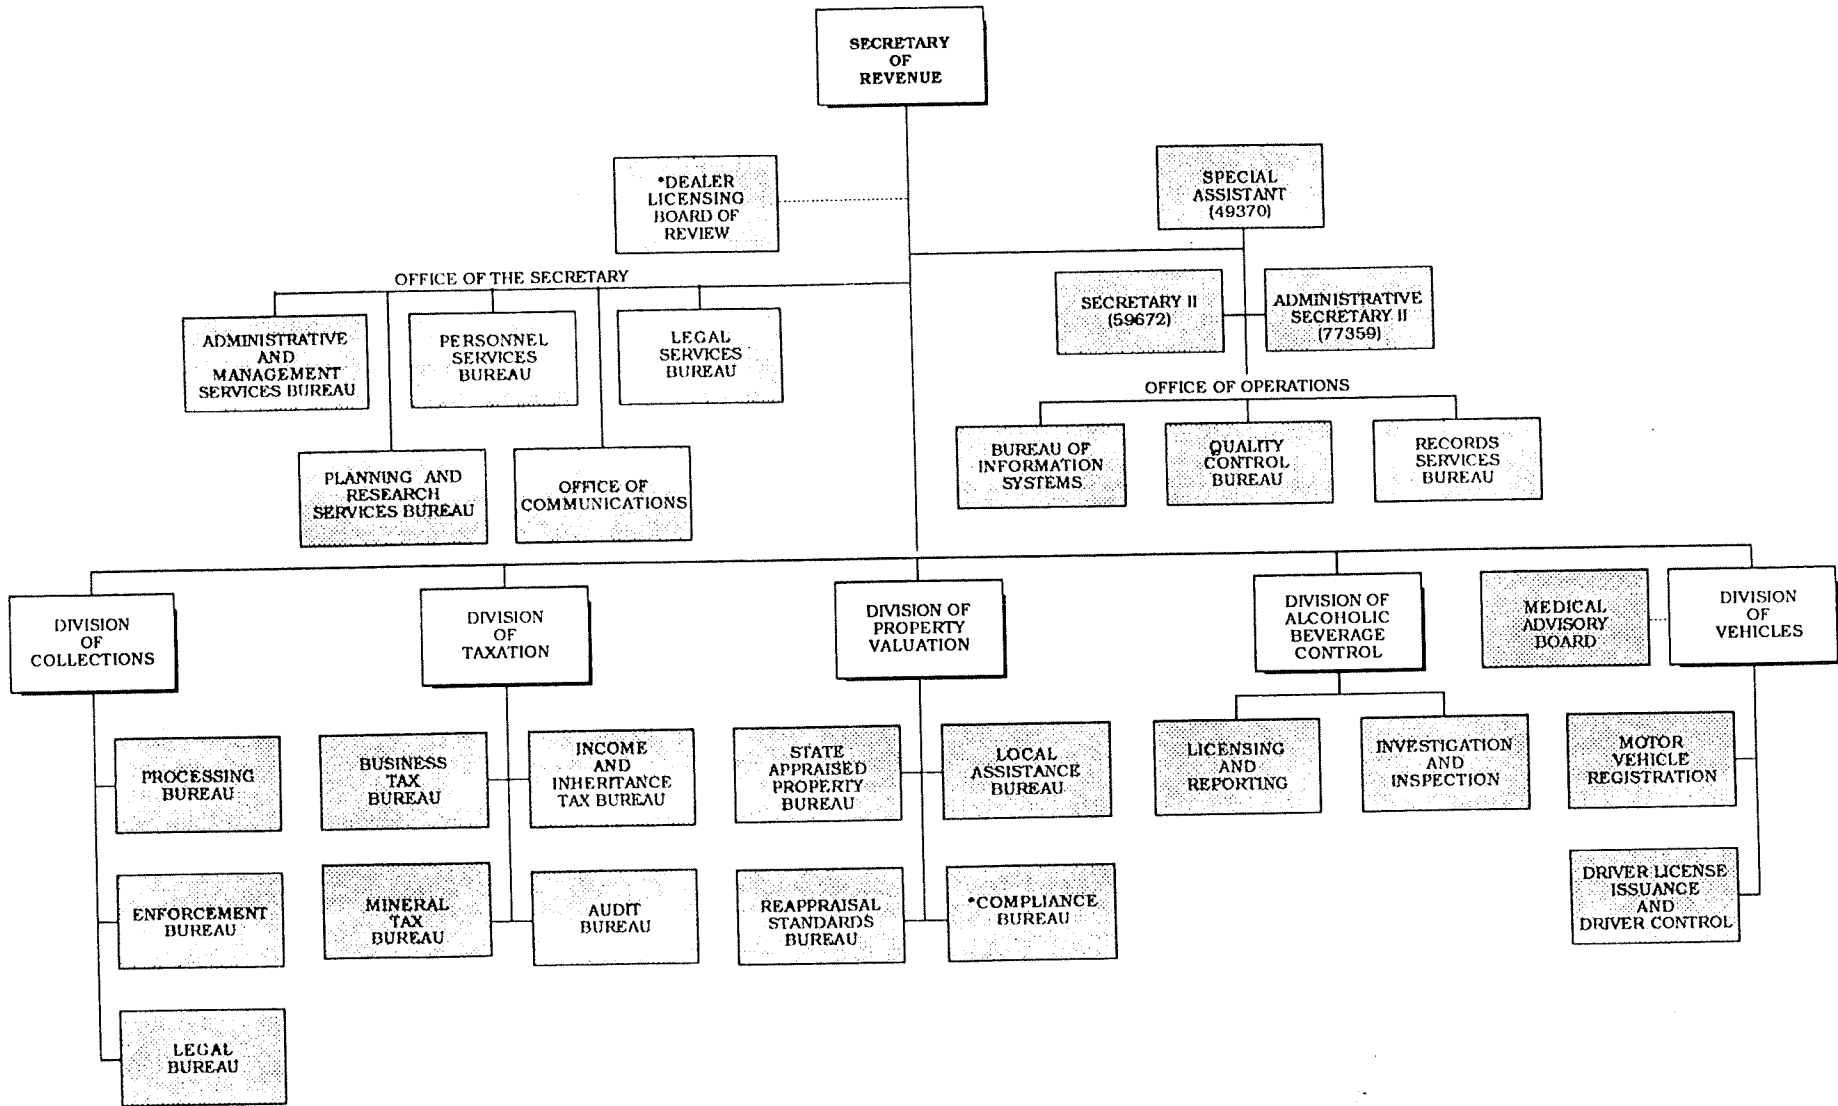 SECRETARY
OF
REVENUE
*DEALER
LICENSING
BOARD OF
REVIEW
SPECIAL
ASSISTANT
(49370)
OFFICE OF THE SECRETARY
SECRETARY II
(59672)
ADMINISTRATIVE
SECRETARY II
(77359)
ADMINISTRATIVE
AND
MANAGEMENT
SERVICES BUREAU
PERSONNEL
SERVICES
BUREAU
LEGAL
SERVICES
BUREAU
PLANNING AND
RESEARCH
SERVICES BUREAU
OFFICE OF
COMMUNICATIONS
OFFICE OF OPERATIONS
BUREAU OF
INFORMATION
SYSTEMS
QUALITY
CONTROL
BUREAU
RECORDS
SERVICES
BUREAU
DIVISION
OF
COLLECTIONS
DIVISION
OF
TAXATION
DIVISION OF
PROPERTY
VALUATION
DIVISION OF
ALCOHOLIC
BEVERAGE
CONTROL
MEDICAL
ADVISORY
BOARD
DIVISION
OF
VEHICLES
PROCESSING
BUREAU
BUSINESS
TAX
BUREAU
INCOME
AND
INHERITANCE
TAX BUREAU
STATE
APPRAISED
PROPERTY
BUREAU
LOCAL
ASSISTANCE
BUREAU
LICENSING
AND
REPORTING
INVESTIGATION
AND
INSPECTION
MOTOR
VEHICLE
REGISTRATION
ENFORCEMENT
BUREAU
MINERAL
TAX
BUREAU
AUDIT
BUREAU
REAPPRAISAL
STANDARDS
BUREAU
*COMPLIANCE
BUREAU
DRIVER LICENSE
ISSUANCE
AND
DRIVER CONTROL
LEGAL
BUREAU